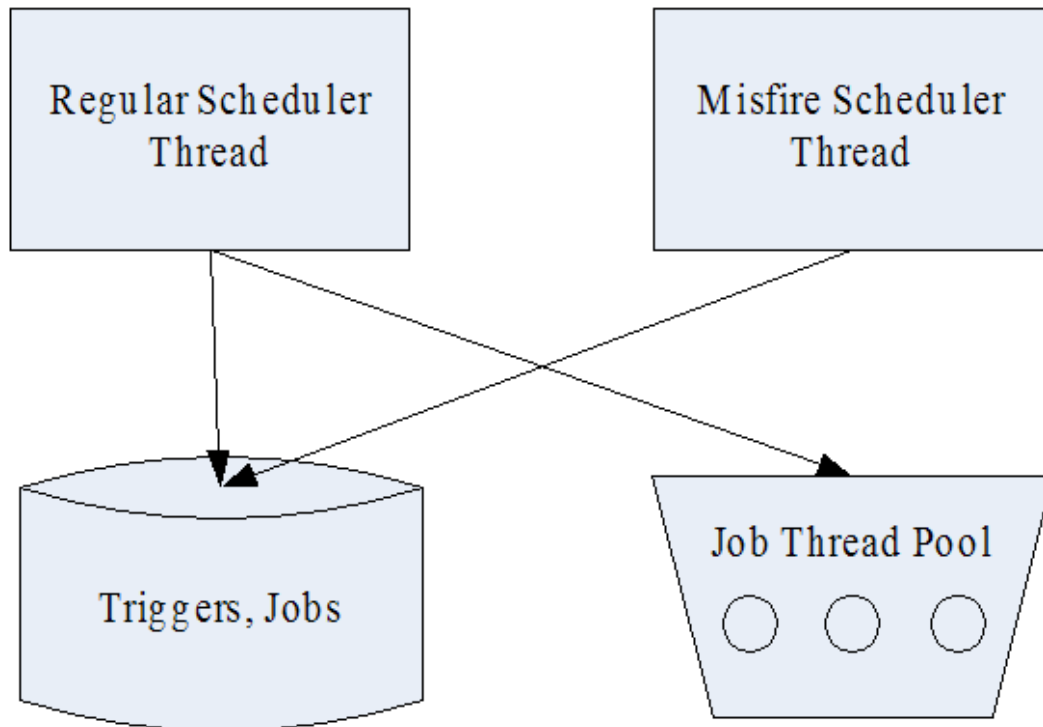 Regular Scheduler
Thread
Misfire Scheduler
Thread
Triggers, Jobs
Job Thread Pool